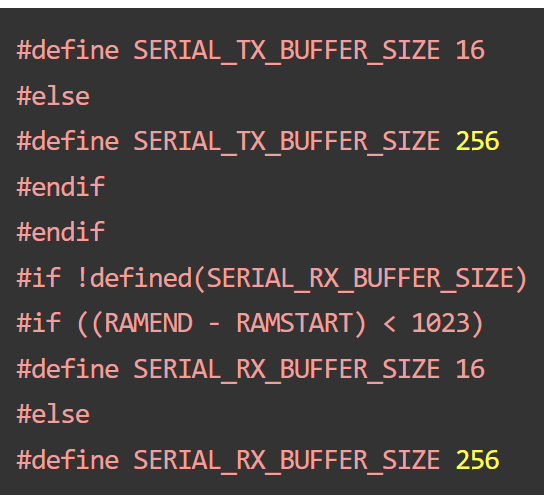 #define SERIAL_TX_BUFFER_SIZE 16
#else
#define SERIAL_TX_BUFFER_SIZE 256
#endif
#endif
#if !defined(SERIAL_RX_BUFFER_SIZE)
#if ((RAMEND - RAMSTART) < 1023)
#define SERIAL_RX_BUFFER_SIZE 16
#else
#define SERIAL_RX_BUFFER_SIZE 256